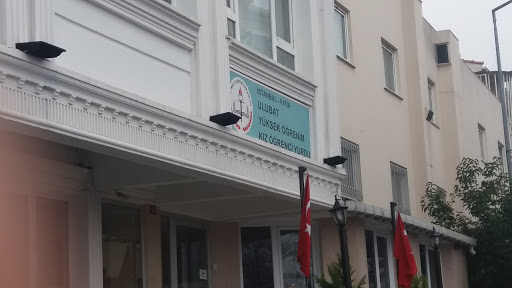 İSTANBUL - FATİH
ULUBAT
YÜKSEK ÖĞRENİM
KIZ ÖĞRENCİ YURDU